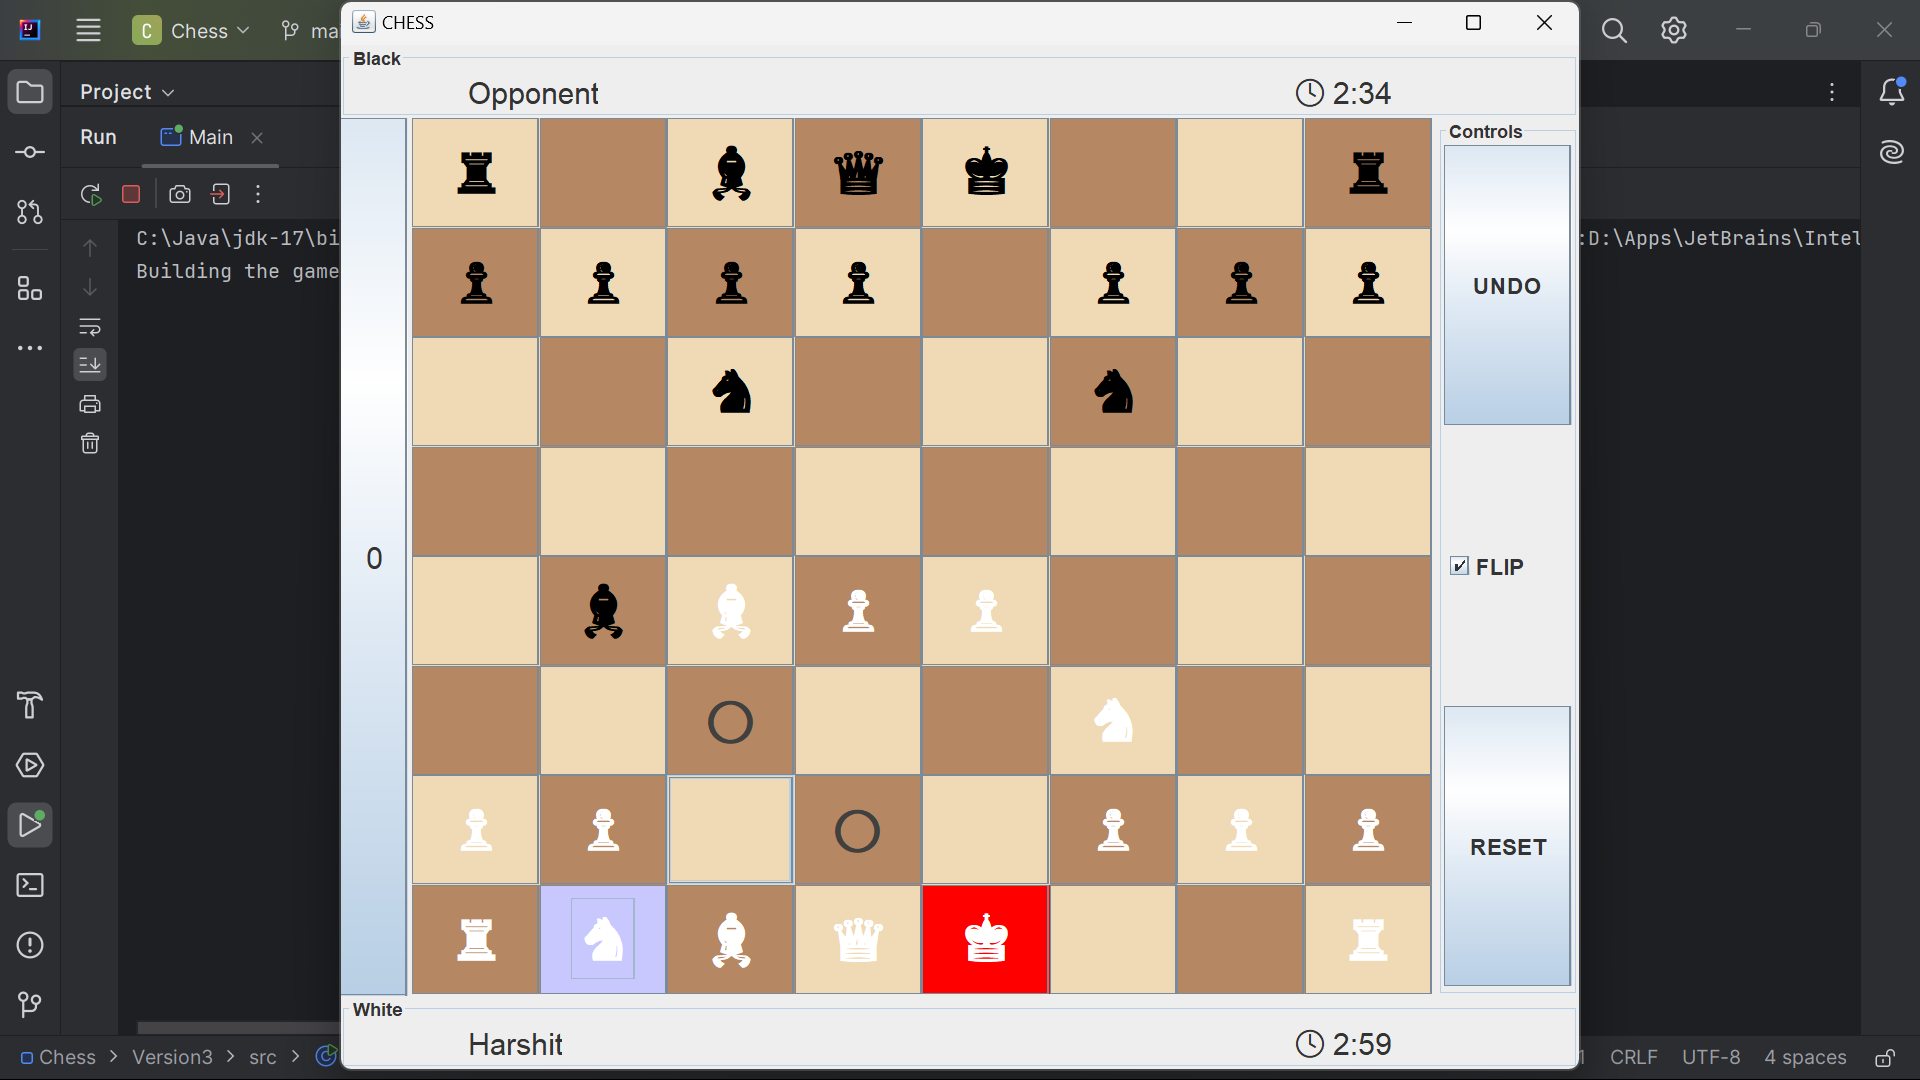 C Chess mai CHESS
Black
Opponent 2:34
Project
Run Main
Controls
UNDO
C:\Java\jdk-17\bi :D:\Apps\JetBrains\Intel
Building the game
0
FLIP
RESET
White
Harshit 2:59
Chess > Version3 > src > CRLF UTF-8 4 spaces